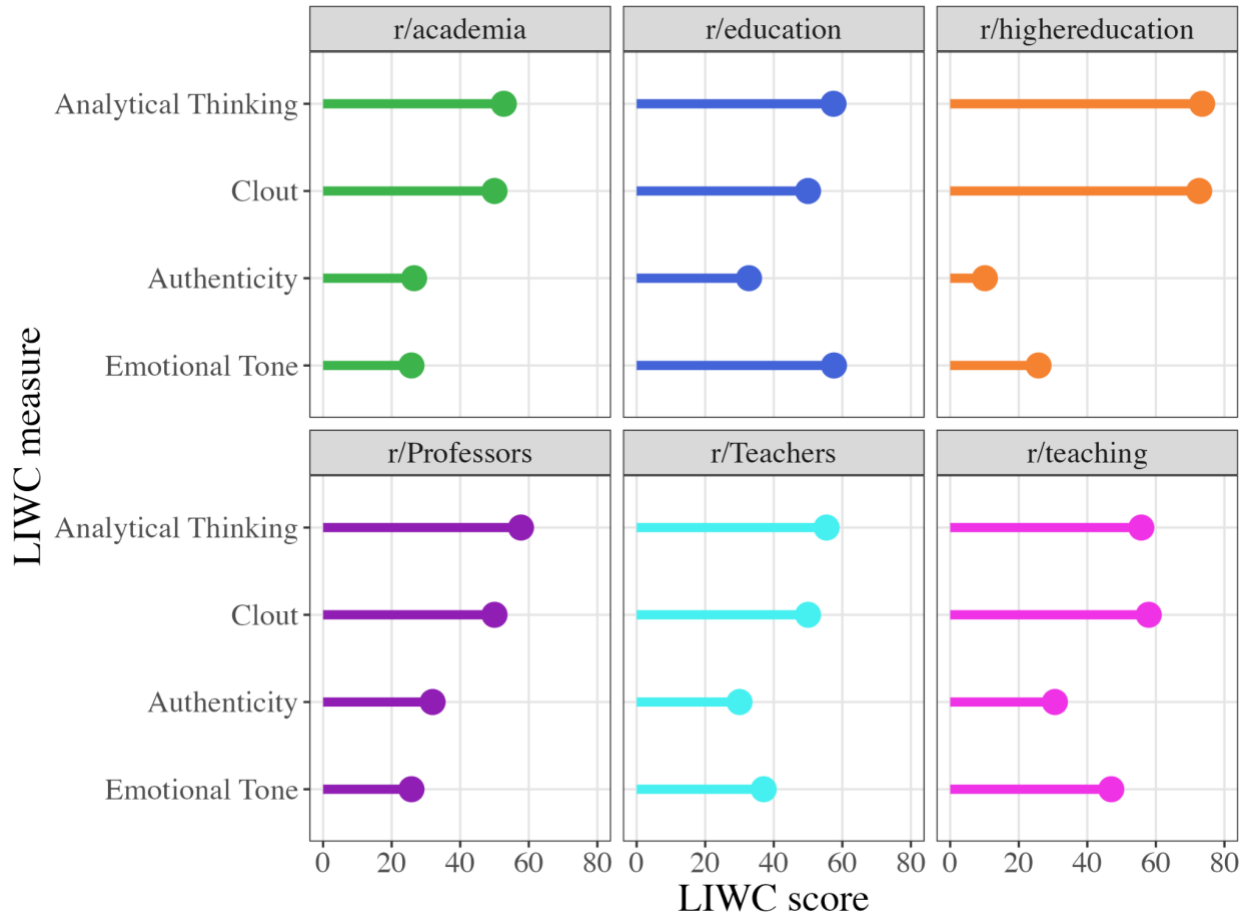 r/academia r/education r/highereducation
Analytical Thinking
Clout
Authenticity
Emotional Tone
LIWC measure
r/Professors r/Teachers r/teaching
Analytical Thinking
Clout
Authenticity
Emotional Tone
0 20 40 60 80 0 20 40 60 80 0 20 40 60 80
LIWC score